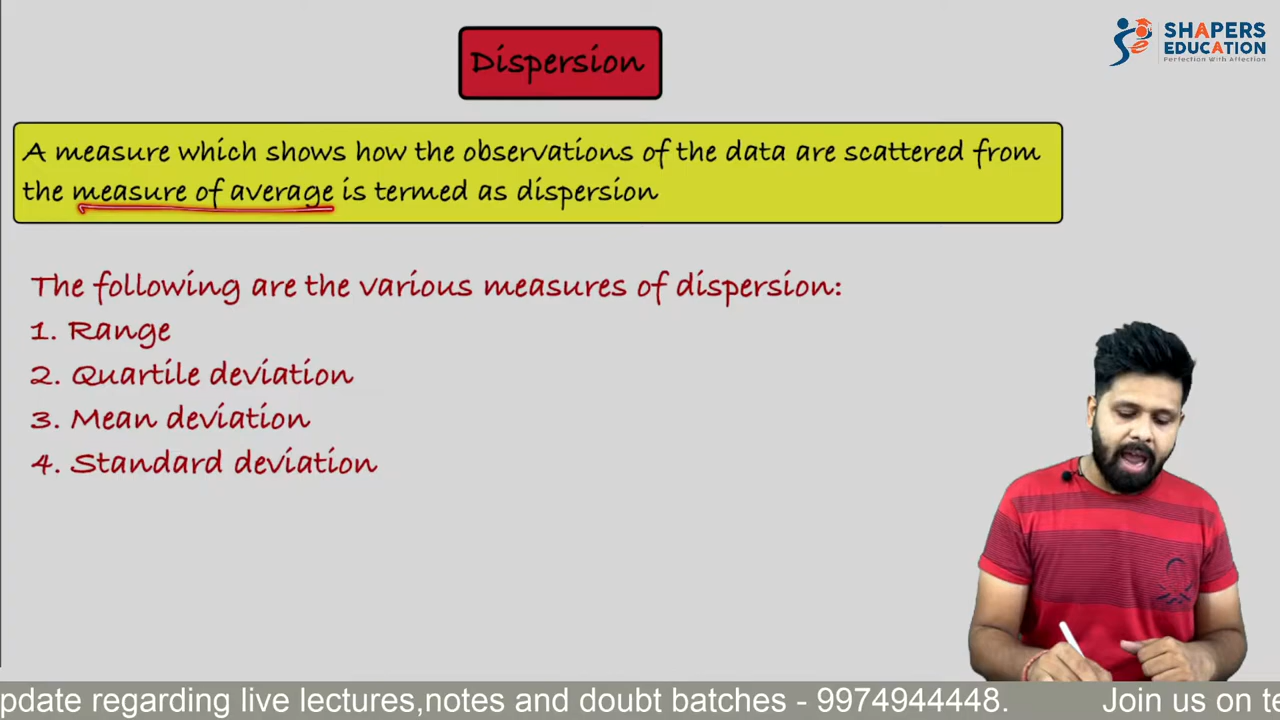 Dispersion
SHAPERS
EDUCATION
Perfection With Affection
A measure which shows how the observations of the data are scattered from
the measure of average is termed as dispersion
The following are the various measures of dispersion:
1. Range
2. Quartile deviation
3. Mean deviation
4. Standard deviation
pdate regarding live lectures,notes and doubt batches - 9974944448. Join us on te